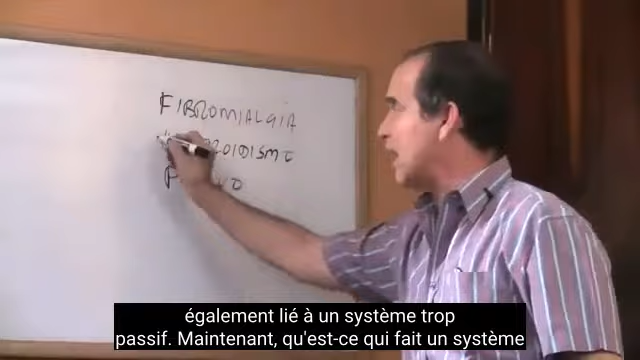 FIBROMIALGIA
également lié à un système trop
passif. Maintenant, qu'est-ce qui fait un système